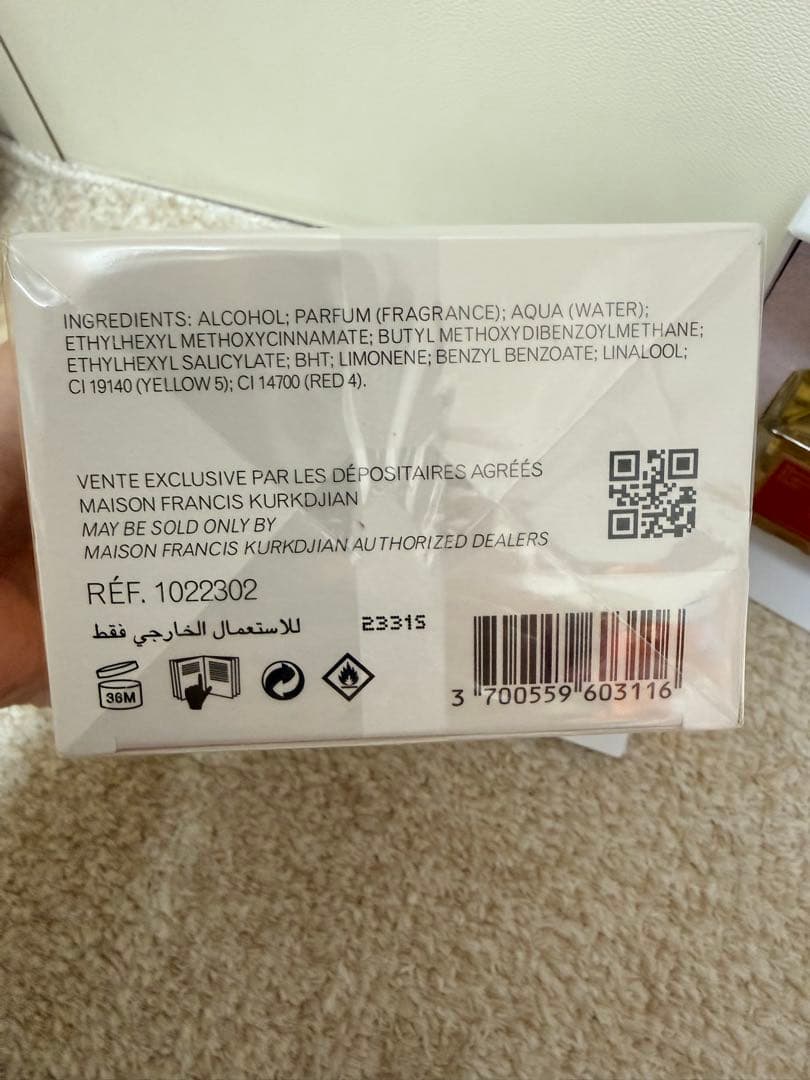 INGREDIENTS: ALCOHOL; PARFUM (FRAGRANCE); AQUA (WATER);
ETHYLHEXYL METHOXYCINNAMATE; BUTYL METHOXYDIBENZOYLMETHANE;
ETHYLHEXYL SALICYLATE; BHT; LIMONENE; BENZYL BENZOATE; LINALOOL;
CI 19140 (YELLOW 5); CI 14700 (RED 4).
VENTE EXCLUSIVE PAR LES DÉPOSITAIRES AGRÉÉS
MAISON FRANCIS KURKDJIAN
MAY BE SOLD ONLY BY
MAISON FRANCIS KURKDJIAN AUTHORIZED DEALERS
RÉF. 1022302
للاستعمال الخارجي فقط
2331S
36M
3 700559 603116